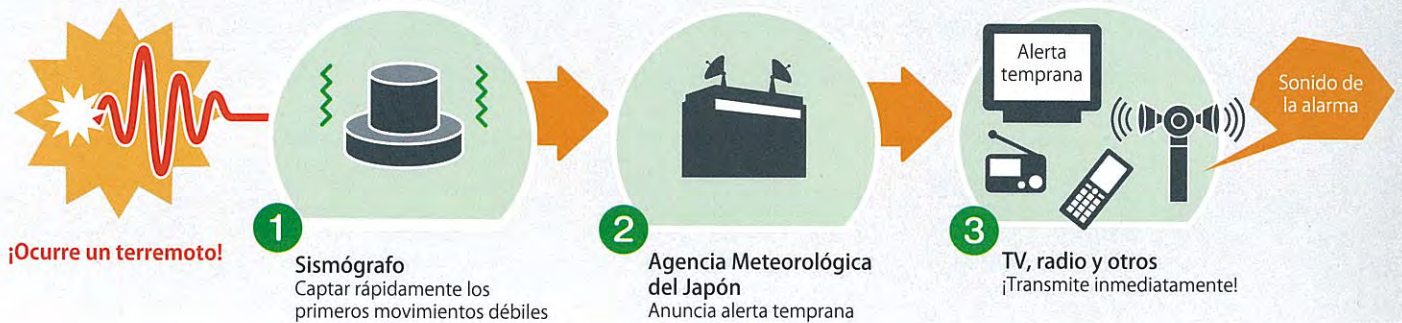 ¡Ocurre un terremoto!
1
Sismógrafo
Captar rápidamente los
primeros movimientos débiles
2
Agencia Meteorológica
del Japón
Anuncia alerta temprana
Alerta
temprana
Sonido de
la alarma
3
TV, radio y otros
¡Transmite inmediatamente!